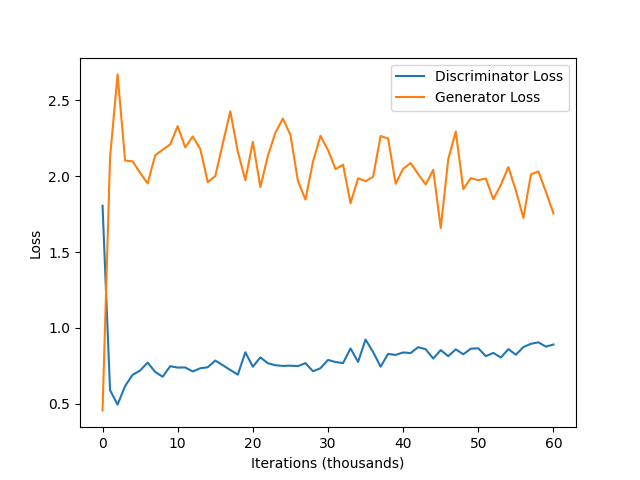 Discriminator Loss
Generator Loss
2.5
2.0
1.5
1.0
0.5
Loss
0 10 20 30 40 50 60
Iterations (thousands)